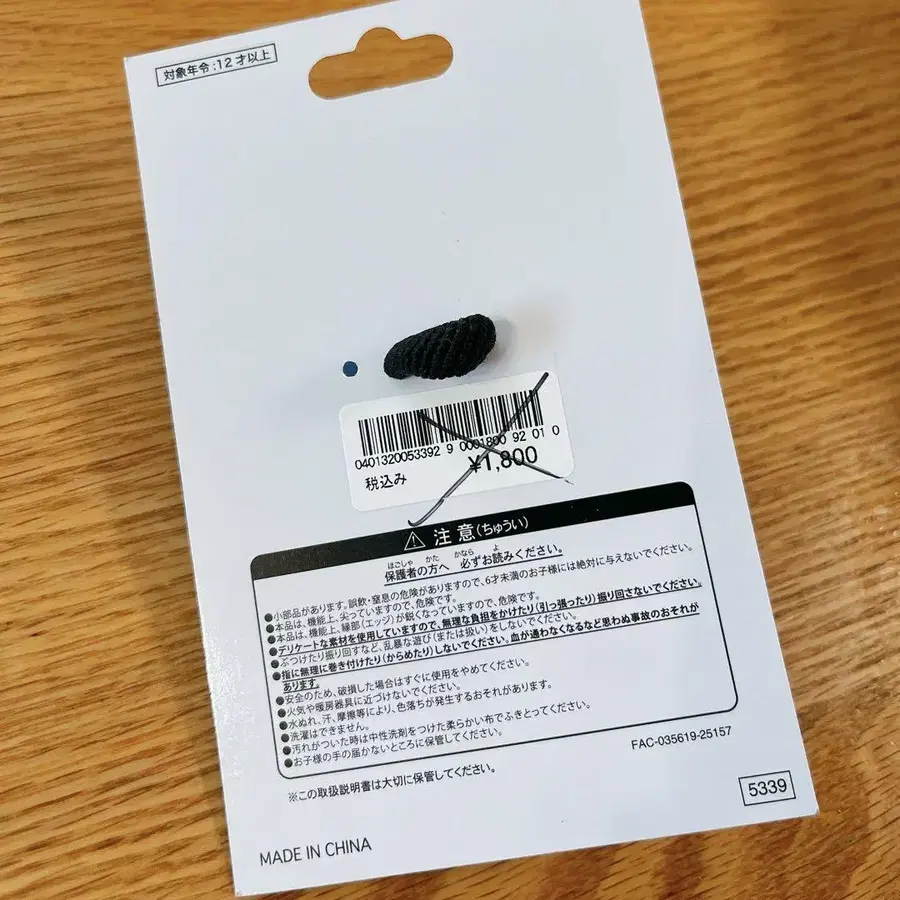 対象年令:12才以上
0401320053392 9 0001800 92 01 0
¥1,800
税込み
注意(ちゅうい)
ほごしゃ かた かなら よ
保護者の方へ 必ずお読みください。
●小部品があります。誤飲・窒息の危険がありますので、6才未満のお子様には絶対に与えないでください。
●本品は、機能上、尖っていますので、危険です。
●本品は、機能上、縁部(エッジ)が鋭くなっていますので、危険です。
●デリケートな素材を使用していますので、無理な負担をかけたり(引っ張ったり)振り回さないでください。
●ぶつけたり振り回すなど、乱暴な遊び(または扱い)をしないでください。
●指に無理に巻き付けたり(からめたり)しないでください。血が通わなくなるなど思わぬ事故のおそれが
あります。
●安全のため、破損した場合はすぐに使用をやめてください。
●火気や暖房器具に近づけないでください。
●水ぬれ、汗、摩擦等により、色落ちが発生するおそれがあります。
●洗濯はできません。
●汚れがついた時は中性洗剤をつけた柔らかい布でふきとってください。
●お子様の手の届かないところに保管してください。
FAC-035619-25157
※この取扱説明書は大切に保管してください。
5339
MADE IN CHINA